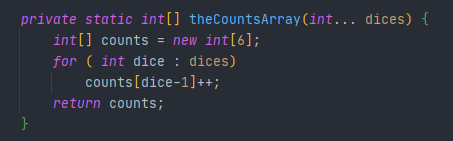 private static int[] theCountsArray(int... dices) {
    int[] counts = new int[6];
    for ( int dice : dices)
        counts[dice-1]++;
    return counts;
}